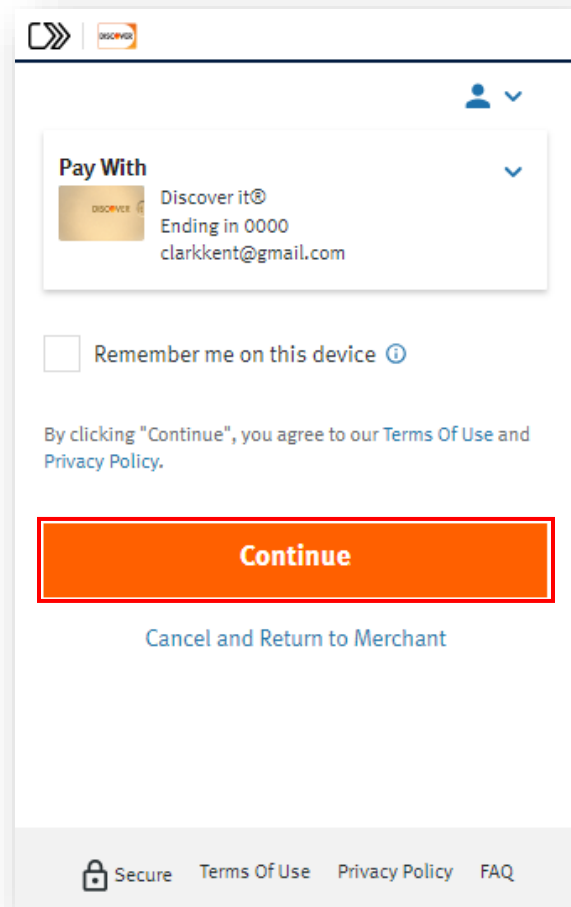 DISCOVER
Pay With
DISCOVER
Discover it®
Ending in 0000
clarkkent@gmail.com
Remember me on this device
By clicking "Continue", you agree to our Terms Of Use and
Privacy Policy.
Continue
Cancel and Return to Merchant
Secure Terms Of Use Privacy Policy FAQ